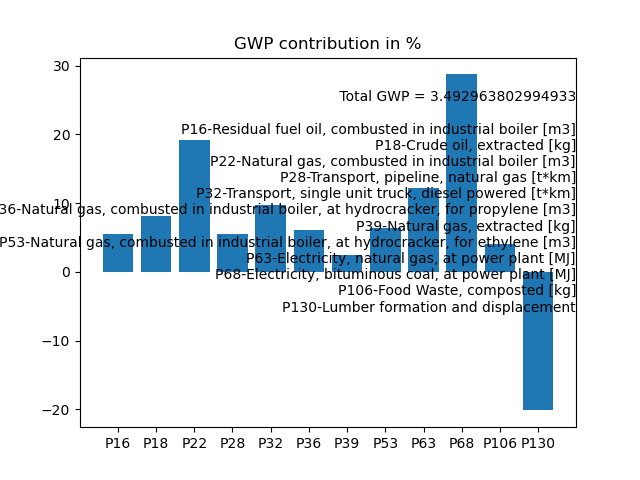 GWP contribution in %
30
Total GWP = 3.492963802994933
P16-Residual fuel oil, combusted in industrial boiler [m3]
20
P18-Crude oil, extracted [kg]
P22-Natural gas, combusted in industrial boiler [m3]
P28-Transport, pipeline, natural gas [t*km]
P32-Transport, single unit truck, diesel powered [t*km]
10
36-Natural gas, combusted in industrial boiler, at hydrocracker, for propylene [m3]
P39-Natural gas, extracted [kg]
P53-Natural gas, combusted in industrial boiler, at hydrocracker, for ethylene [m3]
P63-Electricity, natural gas, at power plant [MJ]
0
P68-Electricity, bituminous coal, at power plant [MJ]
P106-Food Waste, composted [kg]
P130-Lumber formation and displacement
−10
−20
P16 P18 P22 P28 P32 P36 P39 P53 P63 P68 P106 P130